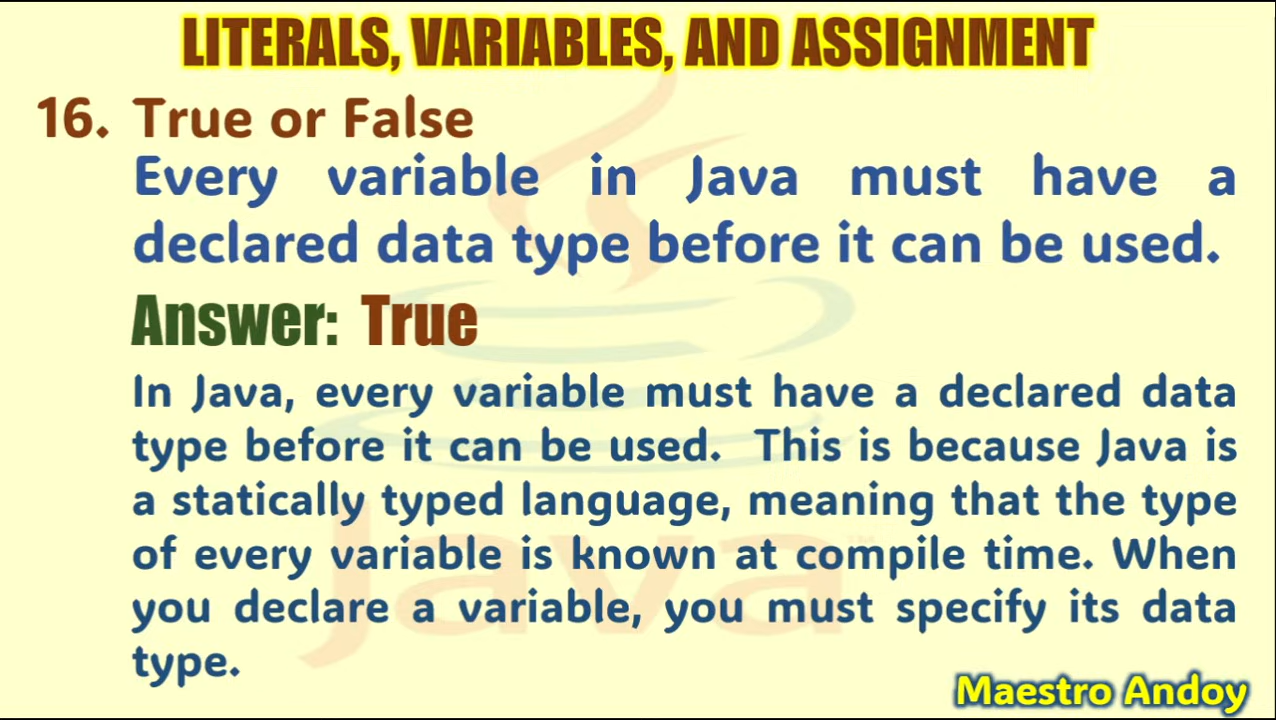 LITERALS, VARIABLES, AND ASSIGNMENT
16. True or False
Every variable in Java must have a
declared data type before it can be used.
Answer: True
In Java, every variable must have a declared data
type before it can be used. This is because Java is
a statically typed language, meaning that the type
of every variable is known at compile time. When
you declare a variable, you must specify its data
type.
Java
Maestro Andoy